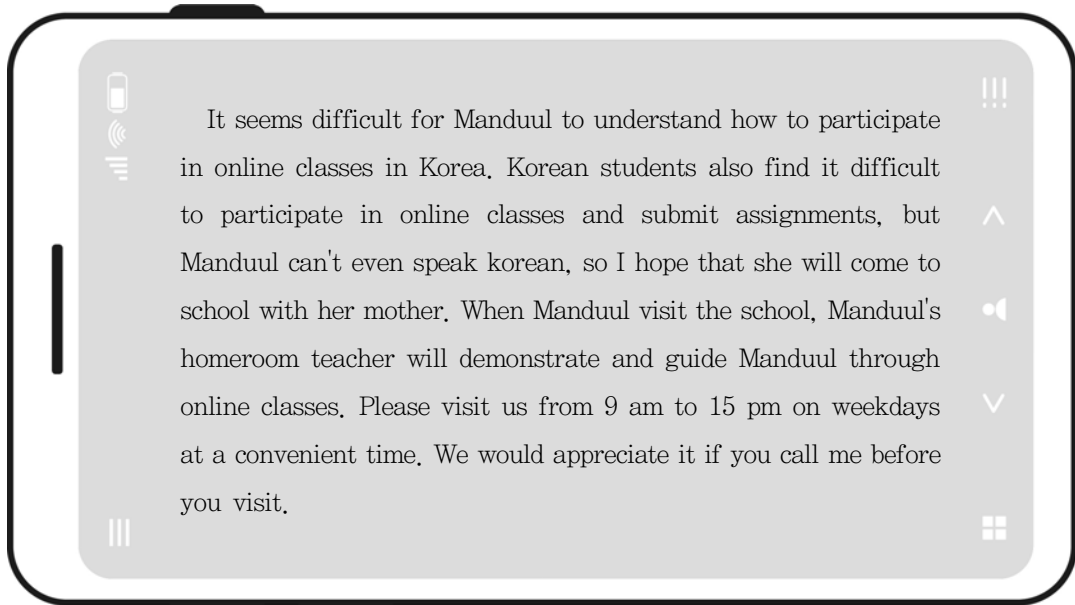 It seems difficult for Manduul to understand how to participate
in online classes in Korea. Korean students also find it difficult
to participate in online classes and submit assignments, but
Manduul can't even speak korean, so I hope that she will come to
school with her mother. When Manduul visit the school, Manduul's
homeroom teacher will demonstrate and guide Manduul through
online classes. Please visit us from 9 am to 15 pm on weekdays
at a convenient time. We would appreciate it if you call me before
you visit.